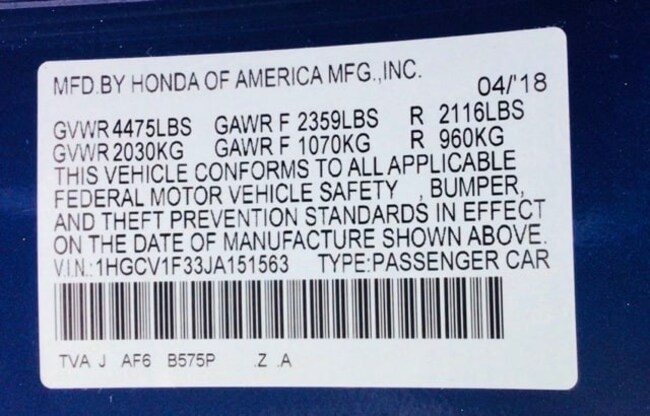 MFD.BY HONDA OF AMERICA MFG.,INC.
04/'18
GVWR 4475LBS GAWR F 2359LBS R 2116LBS
GVWR 2030KG GAWR F 1070KG R 960KG
THIS VEHICLE CONFORMS TO ALL APPLICABLE
FEDERAL MOTOR VEHICLE SAFETY , BUMPER,
AND THEFT PREVENTION STANDARDS IN EFFECT
ON THE DATE OF MANUFACTURE SHOWN ABOVE.
V.I.N.:1HGCV1F33JA151563 TYPE:PASSENGER CAR
TVA J AF6 B575P .Z .A